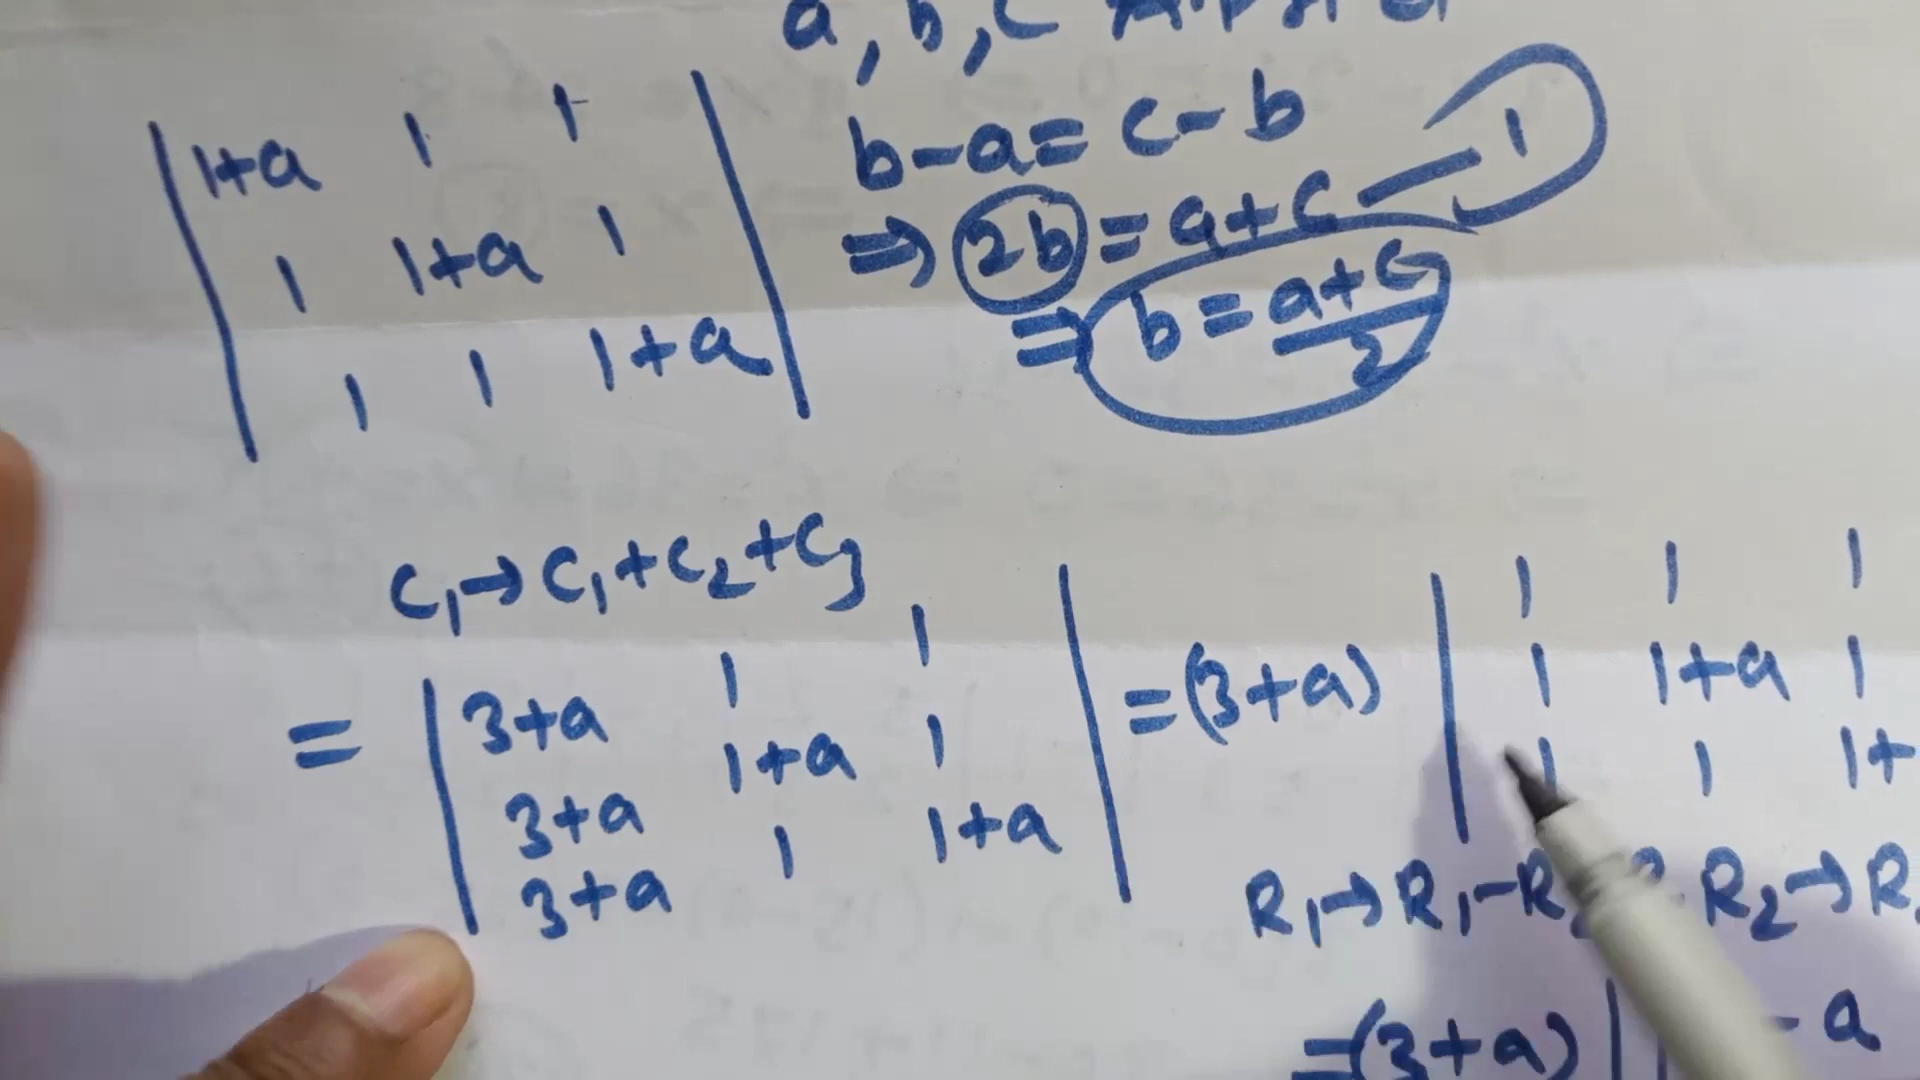 a, b, c
| 1+a 1 1 |
| 1 1+a 1 |
| 1 1 1+a |
b-a = c-b
⇒ 2b = a+c — 1
⇒ b = a+c/2
C₁→C₁+C₂+C₃
= | 3+a 1 1 |
| 3+a 1+a 1 |
| 3+a 1 1+a |
= (3+a) | 1 1 1
| 1 1+a 1
| 1 1 1+
R₁→R₁-R₂ R₂→R
=(3+a) | - a